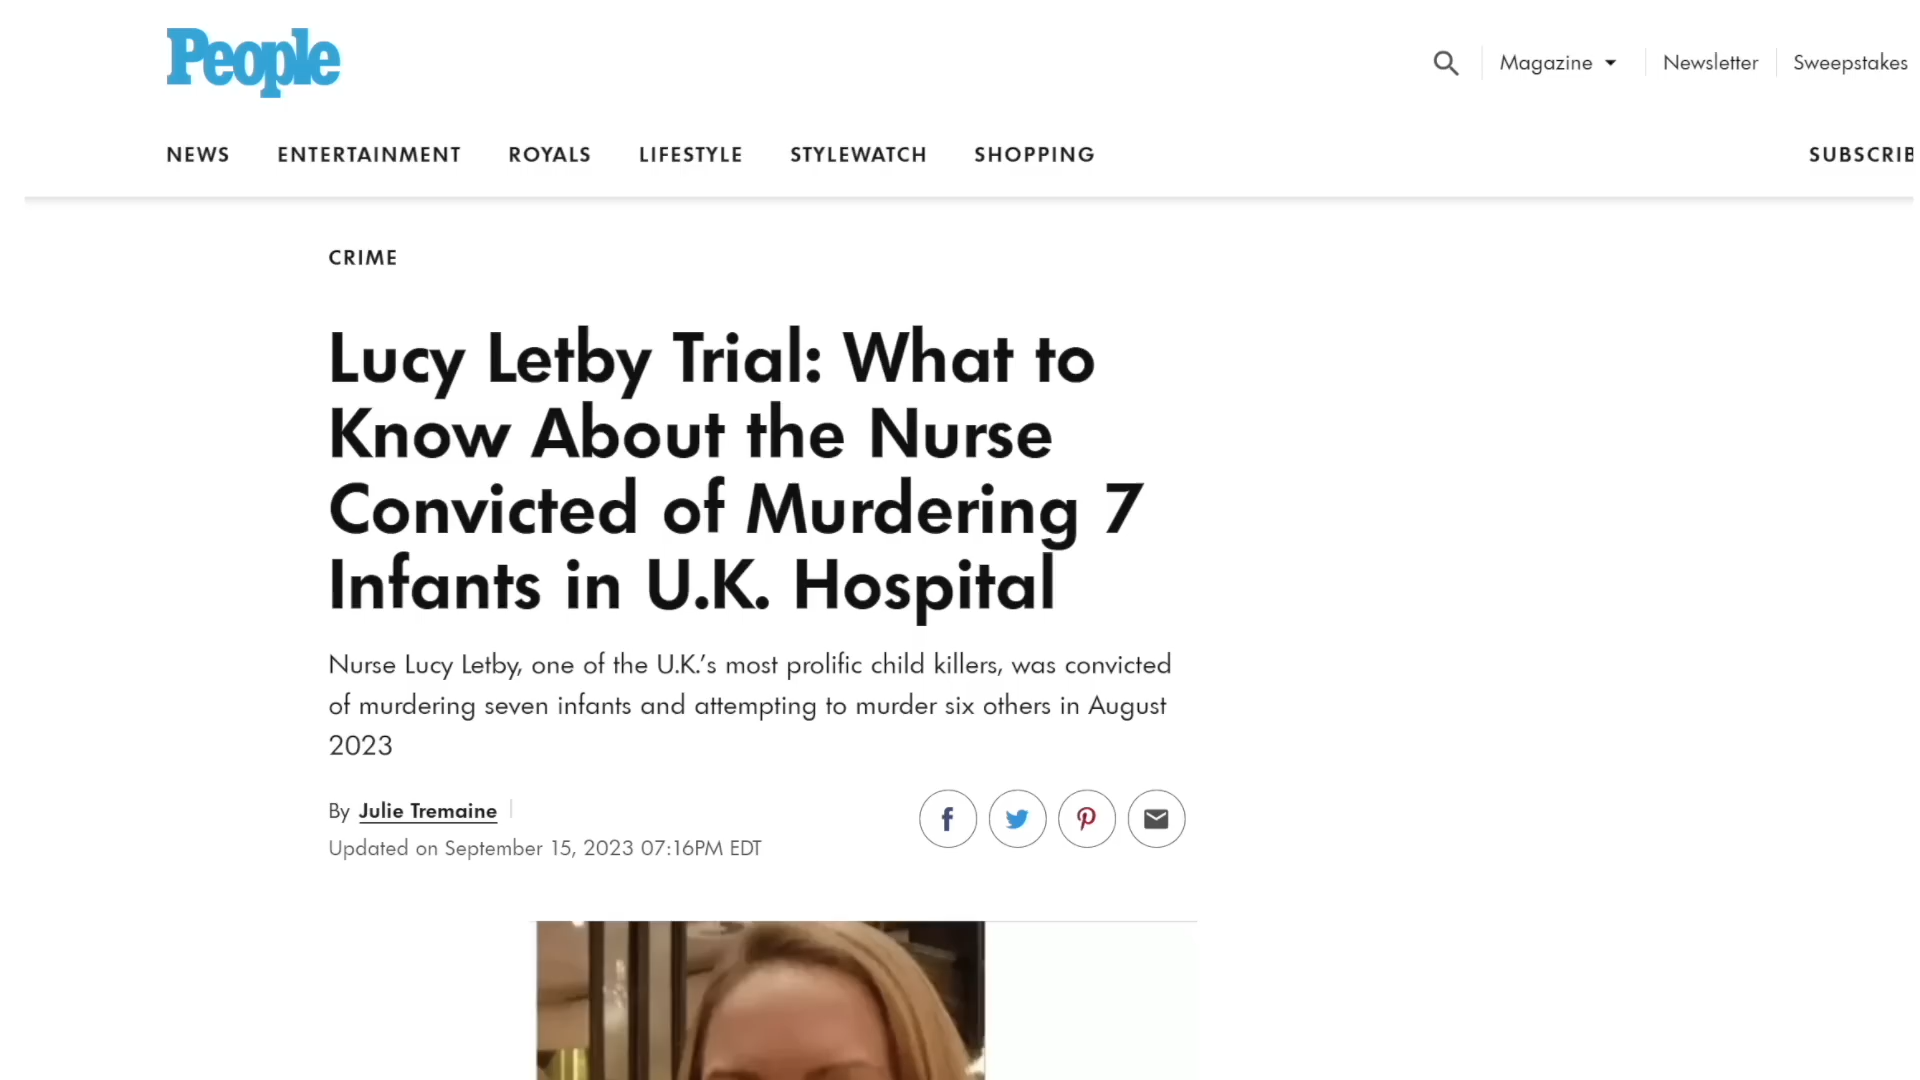 People
Magazine
Newsletter
Sweepstakes
NEWS
ENTERTAINMENT
ROYALS
LIFESTYLE
STYLEWATCH
SHOPPING
SUBSCRIB
CRIME
Lucy Letby Trial: What to
Know About the Nurse
Convicted of Murdering 7
Infants in U.K. Hospital
Nurse Lucy Letby, one of the U.K.’s most prolific child killers, was convicted
of murdering seven infants and attempting to murder six others in August
2023
By Julie Tremaine
Updated on September 15, 2023 07:16PM EDT